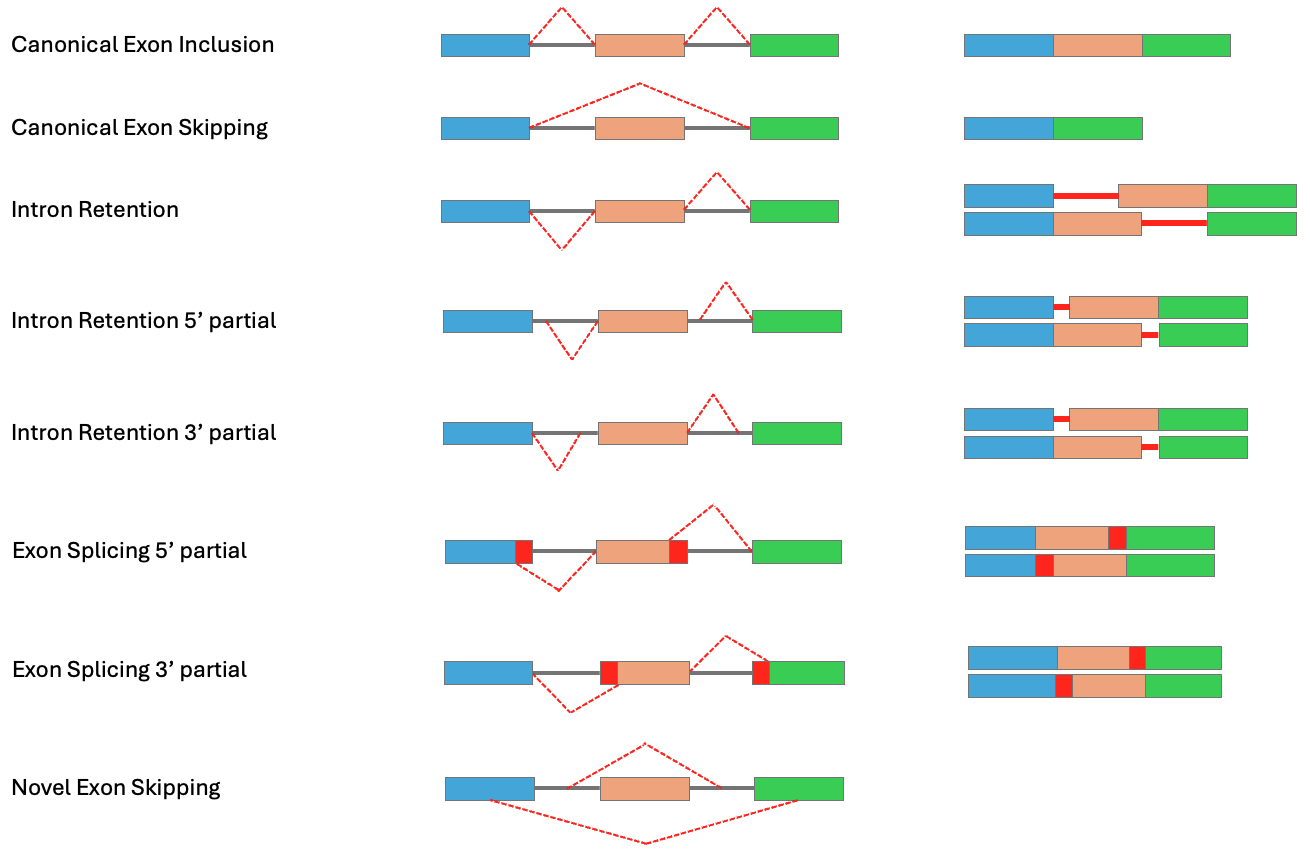 Canonical Exon Inclusion
Canonical Exon Skipping
Intron Retention
Intron Retention 5’ partial
Intron Retention 3’ partial
Exon Splicing 5’ partial
Exon Splicing 3’ partial
Novel Exon Skipping